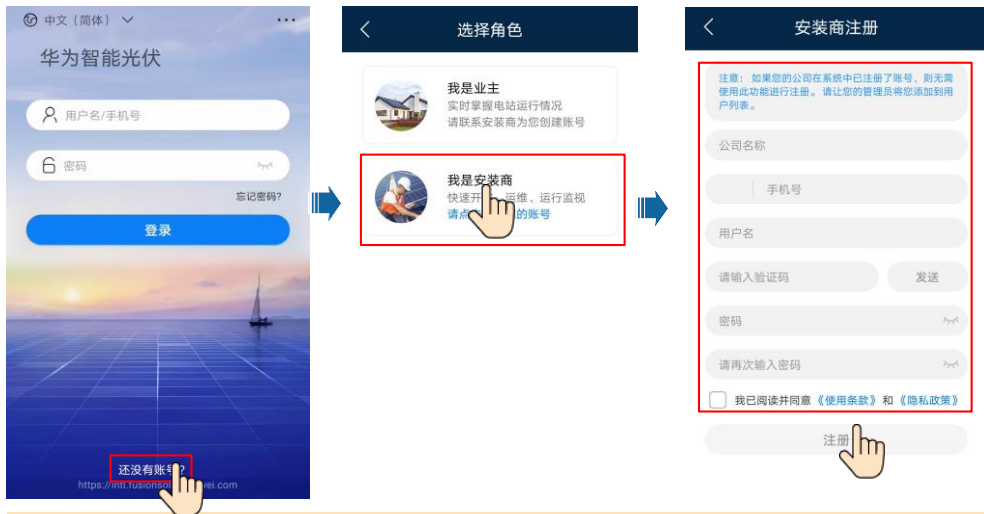 中文（简体）
华为智能光伏
用户名/手机号
密码
忘记密码?
登录
还没有账号?
https://intl.fusionsol
ei.com
选择角色
我是业主
实时掌握电站运行情况
请联系安装商为您创建账号
我是安装商
快速开
运维、运行监视
请点
的账号
安装商注册
注意： 如果您的公司在系统中已注册了账号，则无需
使用此功能进行注册。请让您的管理员将您添加到用
户列表。
公司名称
手机号
用户名
请输入验证码
发送
密码
请再次输入密码
我已阅读并同意《使用条款》和《隐私政策》
注册